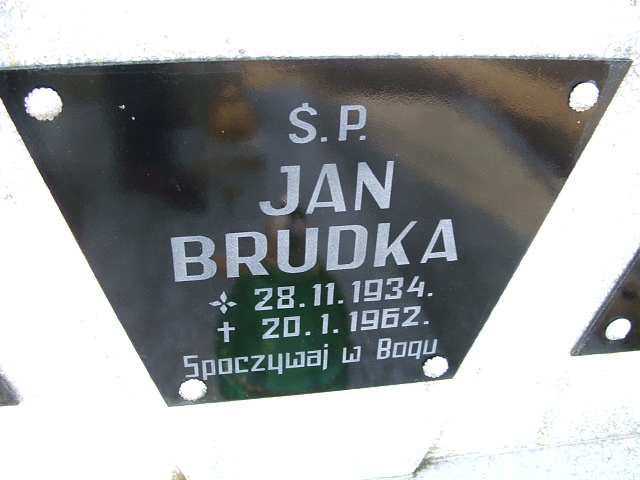 Ś.P.
JAN
BRUDKA
28.11.1934.
† 20.1.1962.
Spoczywaj w Bogu